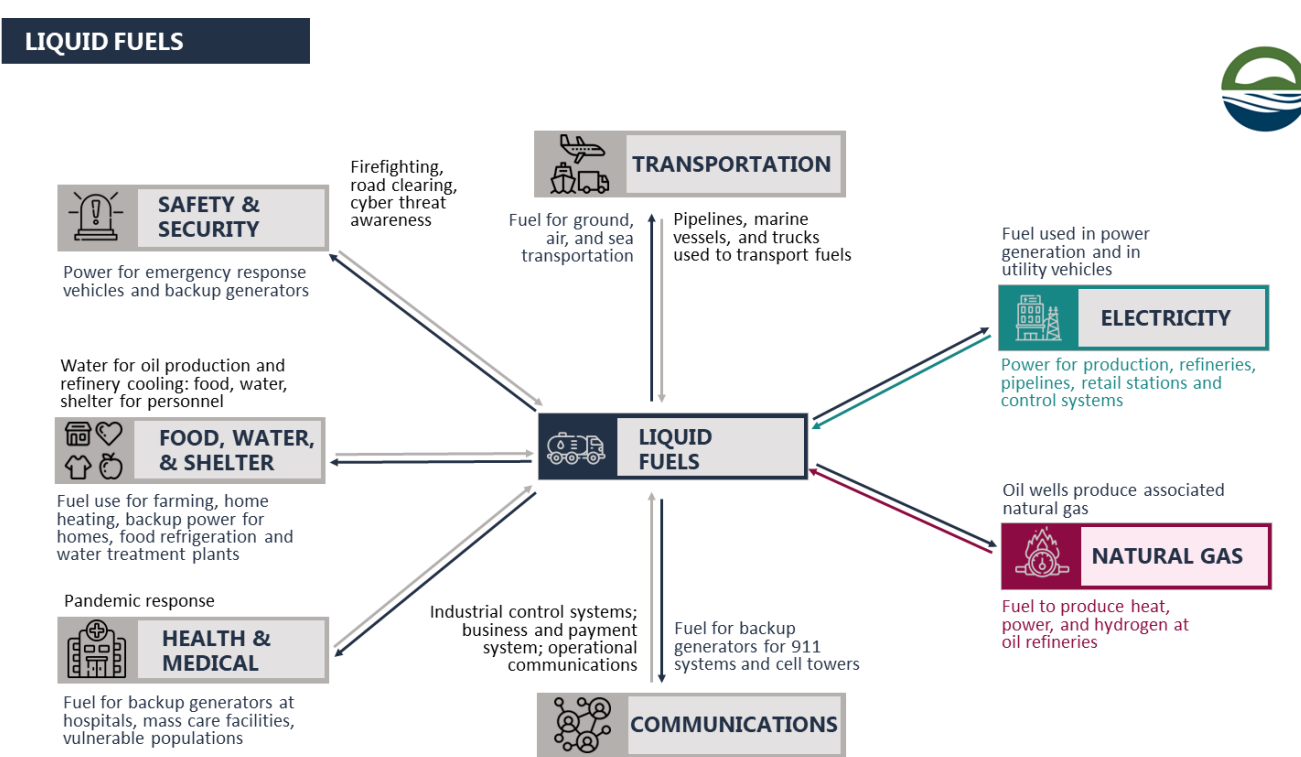 LIQUID FUELS
TRANSPORTATION
Fuel for ground,
air, and sea
transportation
Pipelines, marine
vessels, and trucks
used to transport fuels
Firefighting,
road clearing,
cyber threat
awareness
SAFETY &
SECURITY
Power for emergency response
vehicles and backup generators
Fuel used in power
generation and in
utility vehicles
ELECTRICITY
Power for production, refineries,
pipelines, retail stations and
control systems
Water for oil production and
refinery cooling: food, water,
shelter for personnel
FOOD, WATER,
& SHELTER
Fuel use for farming, home
heating, backup power for
homes, food refrigeration and
water treatment plants
LIQUID
FUELS
Oil wells produce associated
natural gas
NATURAL GAS
Fuel to produce heat,
power, and hydrogen at
oil refineries
Pandemic response
HEALTH &
MEDICAL
Fuel for backup generators at
hospitals, mass care facilities,
vulnerable populations
Industrial control systems;
business and payment
system; operational
communications
Fuel for backup
generators for 911
systems and cell towers
COMMUNICATIONS